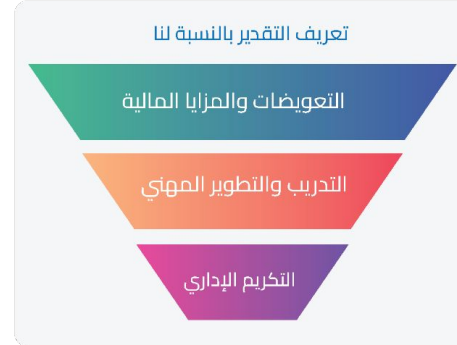 تعريف التقدير بالنسبة لنا
التعويضات والمزايا المالية
التدريب والتطوير المهني
التكريم الإداري